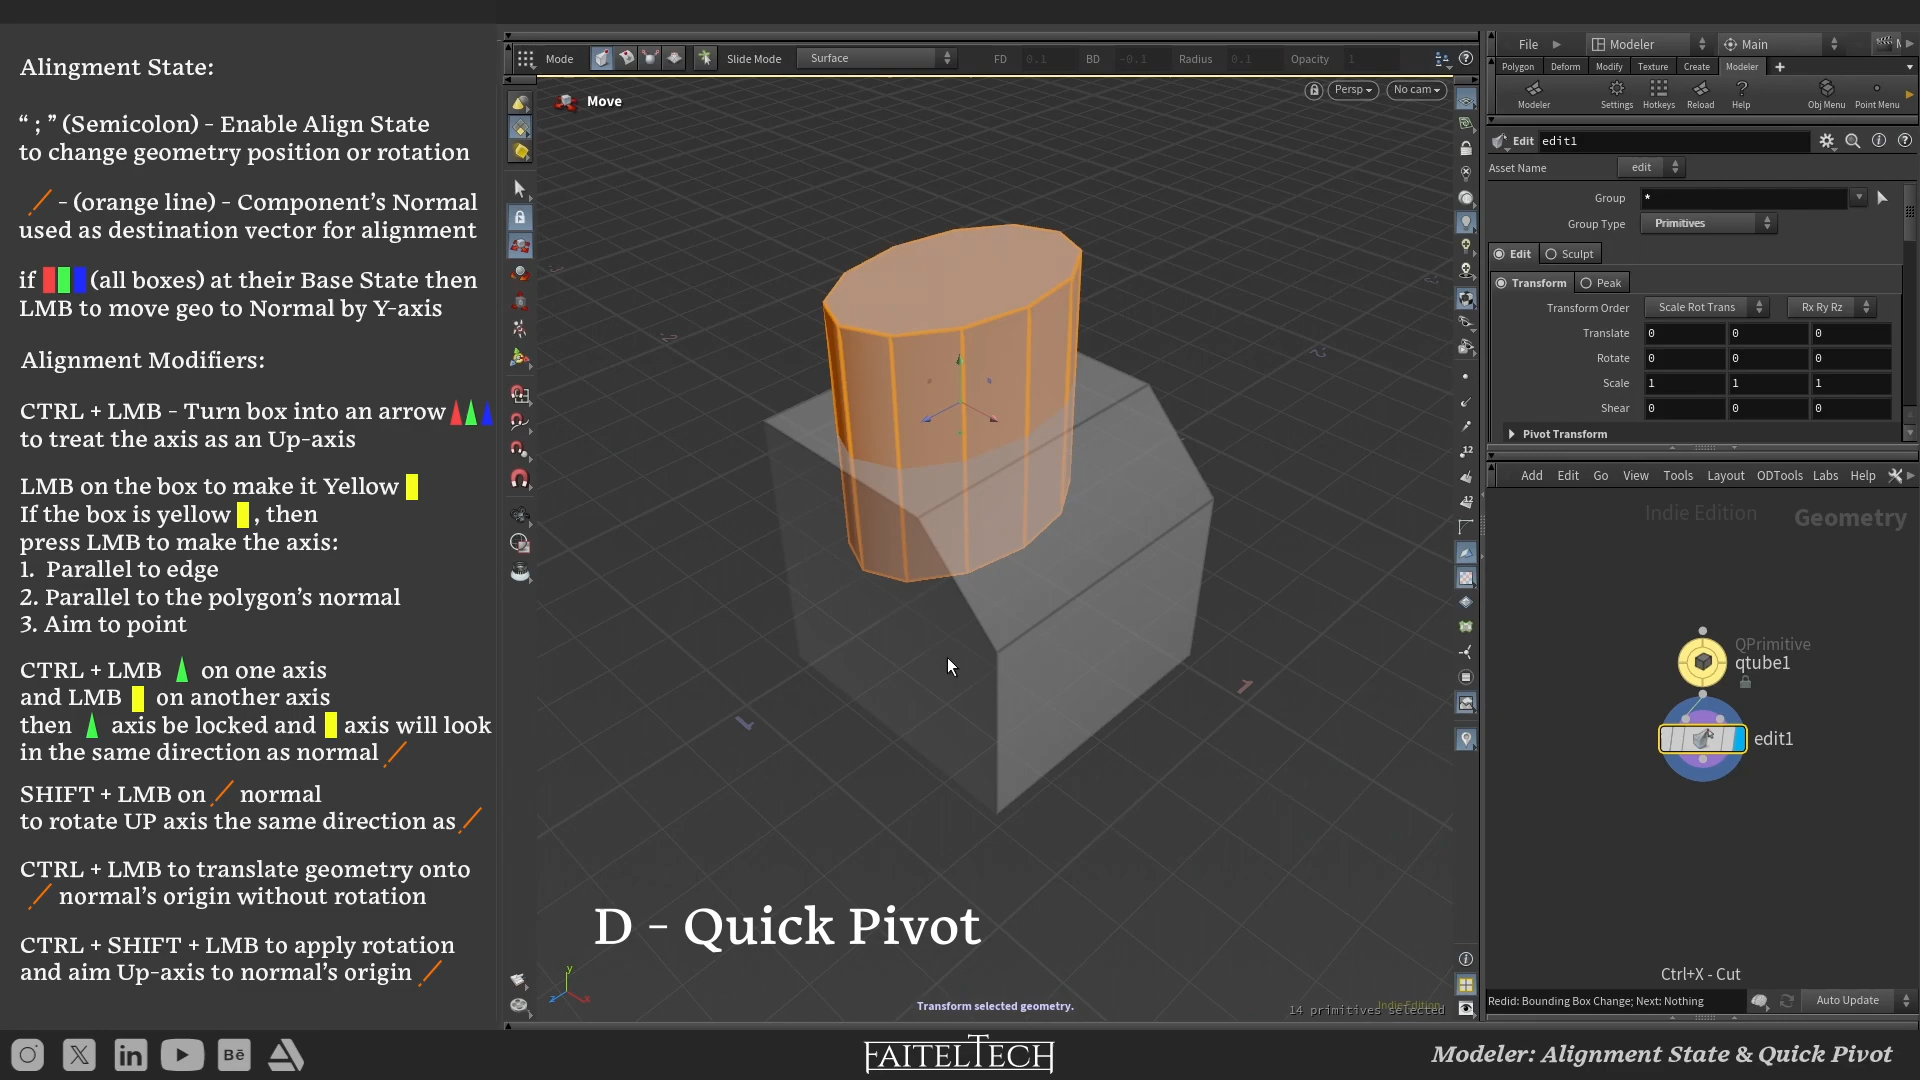 Alingment State:
“ ; ” (Semicolon) - Enable Align State
to change geometry position or rotation
- (orange line) - Component's Normal
used as destination vector for alignment
if (all boxes) at their Base State then
LMB to move geo to Normal by Y-axis
Alignment Modifiers:
CTRL + LMB - Turn box into an arrow
to treat the axis as an Up-axis
LMB on the box to make it Yellow
If the box is yellow , then
press LMB to make the axis:
1. Parallel to edge
2. Parallel to the polygon's normal
3. Aim to point
CTRL + LMB on one axis
and LMB on another axis
then axis be locked and axis will look
in the same direction as normal
SHIFT + LMB on normal
to rotate UP axis the same direction as
CTRL + LMB to translate geometry onto
normal's origin without rotation
CTRL + SHIFT + LMB to apply rotation
and aim Up-axis to normal's origin
Mode Slide Mode Surface FD 0.1 BD -0.1 Radius 0.1 Opacity 1
Move
Persp No cam
D - Quick Pivot
Transform selected geometry.
Indie Edition
14 primitives selected
File Modeler Main
Polygon Deform Modify Texture Create Modeler +
Modeler Settings Hotkeys Reload Help Obj Menu Point Menu
Edit edit1
Asset Name edit
Group *
Group Type Primitives
Edit Sculpt
Transform Peak
Transform Order Scale Rot Trans Rx Ry Rz
Translate 0 0 0
Rotate 0 0 0
Scale 1 1 1
Shear 0 0 0
Pivot Transform
Add Edit Go View Tools Layout ODTools Labs Help
Indie Edition Geometry
QPrimitive
qtube1
edit1
Ctrl+X - Cut
Redid: Bounding Box Change; Next: Nothing Auto Update
FAITELTECH
Modeler: Alignment State & Quick Pivot